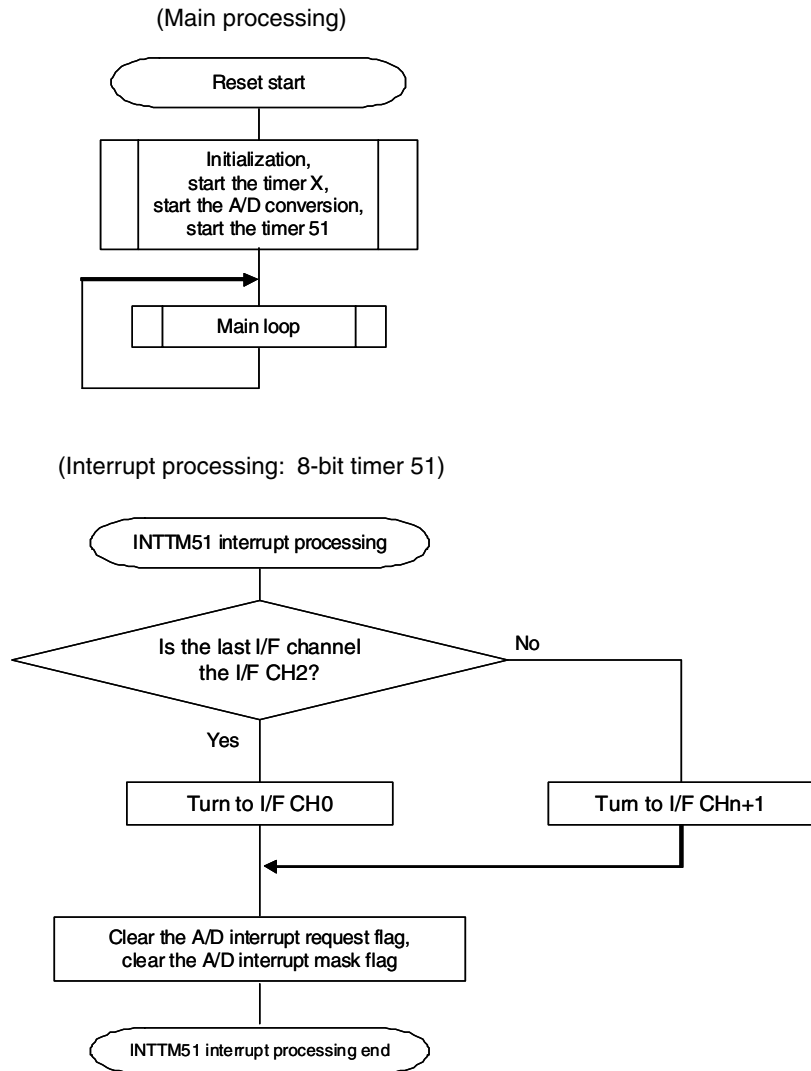 (Main processing)
Reset start
Initialization,
start the timer X,
start the A/D conversion,
start the timer 51
Main loop
(Interrupt processing: 8-bit timer 51)
INTTM51 interrupt processing
Is the last I/F channel
the I/F CH2?
No
Yes
Turn to I/F CH0
Turn to I/F CHn+1
Clear the A/D interrupt request flag,
clear the A/D interrupt mask flag
INTTM51 interrupt processing end